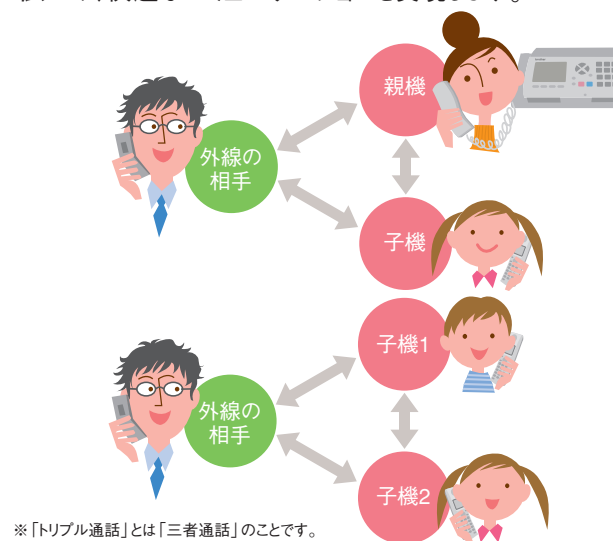 親機
外線の
相手
子機
子機1
外線の
相手
子機2
※「トリプル通話」とは「三者通話」のことです。